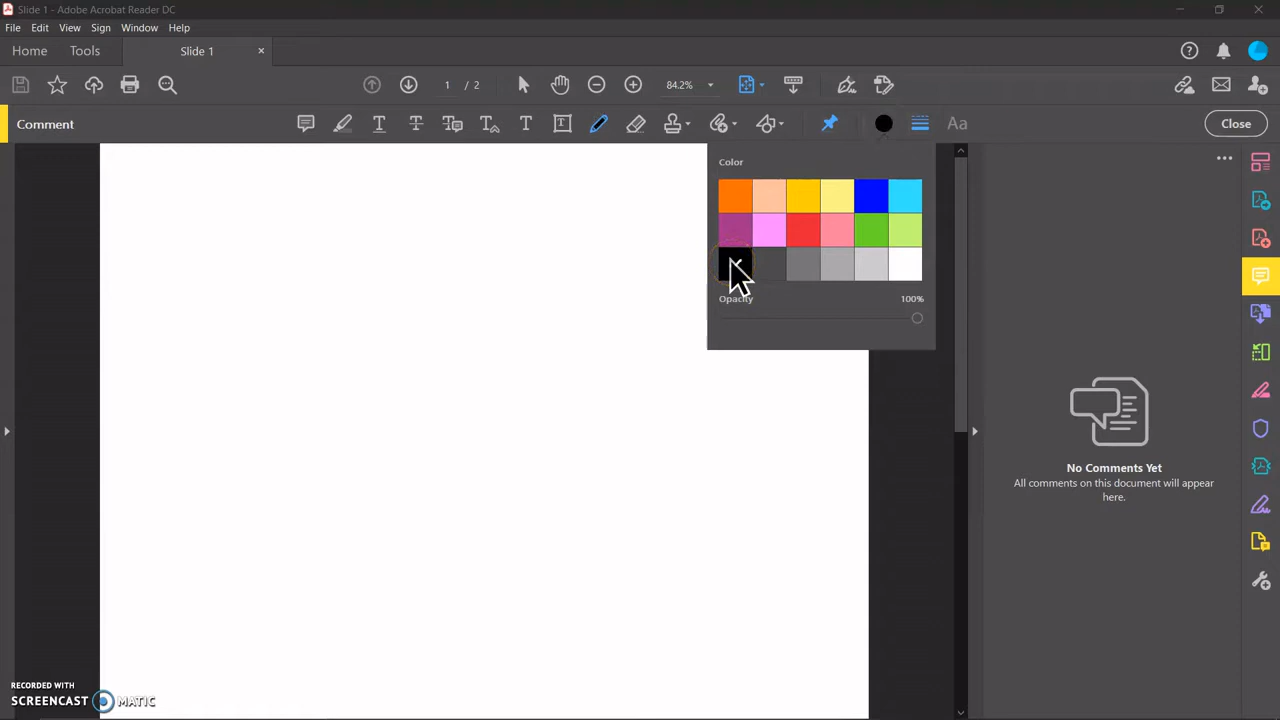 Slide 1 - Adobe Acrobat Reader DC
File Edit View Sign Window Help
Home Tools Slide 1 ×
1 / 2 84.2%
Comment Aa Close
Color
Opacity 100%
No Comments Yet
All comments on this document will appear
here.
RECORDED WITH
SCREENCAST MATIC